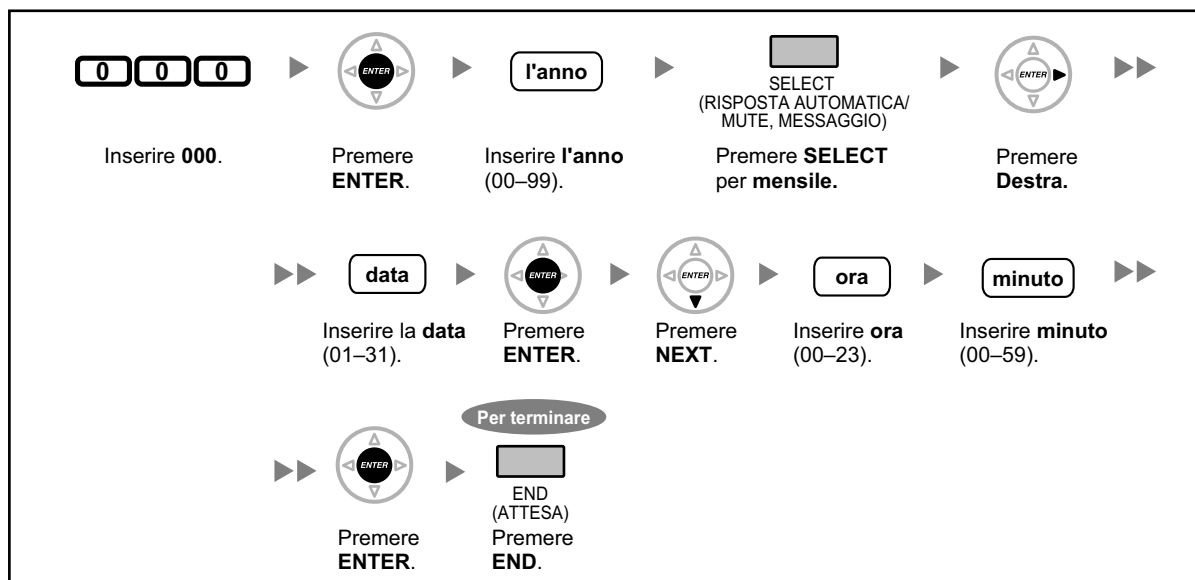 0 0 0
ENTER
l'anno
SELECT
(RISPOSTA AUTOMATICA/
MUTE, MESSAGGIO)
ENTER
Inserire 000.
Premere
ENTER.
Inserire l'anno
(00–99).
Premere SELECT
per mensile.
Premere
Destra.
data
ENTER
ENTER
ora
minuto
Inserire la data
(01–31).
Premere
ENTER.
Premere
NEXT.
Inserire ora
(00–23).
Inserire minuto
(00–59).
Per terminare
ENTER
END
(ATTESA)
Premere
ENTER.
Premere
END.